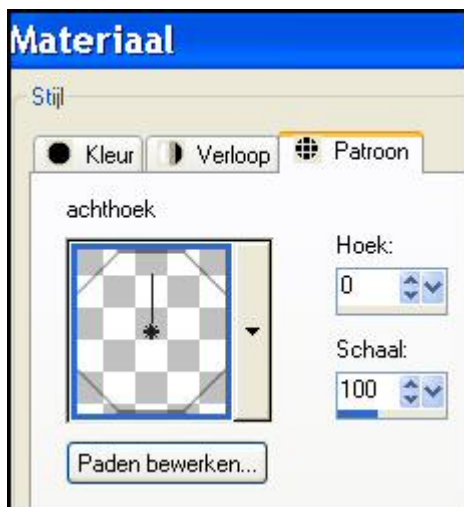 Materiaal
Stijl
Kleur Verloop Patroon
achthoek
Hoek:
0
Schaal:
100
Paden bewerken...